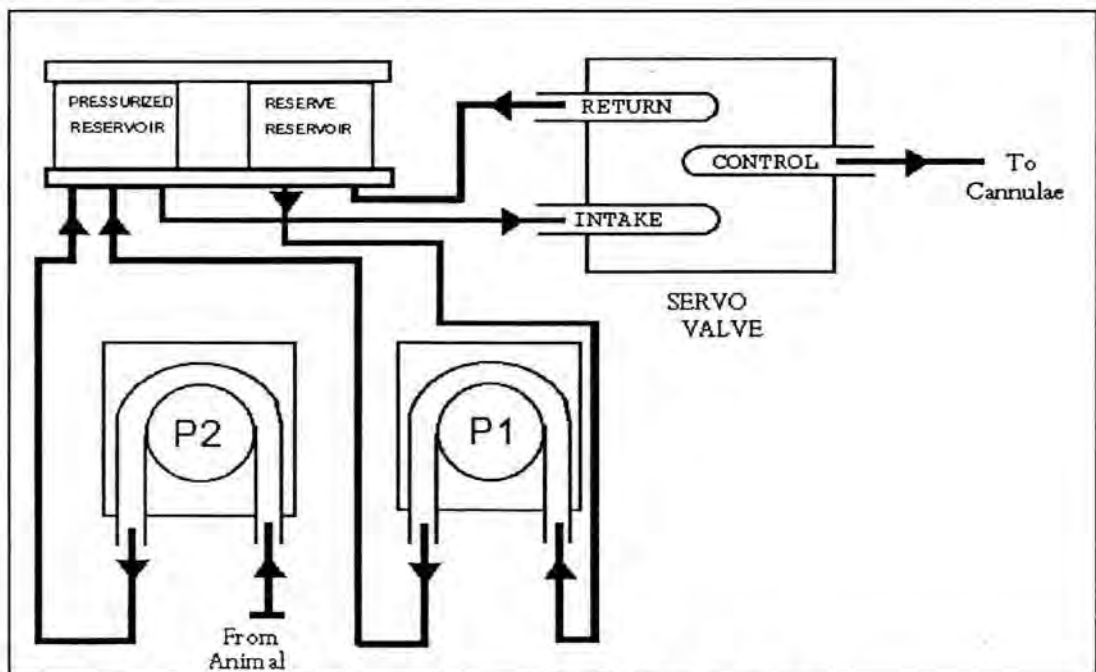 PRESSURIZED
RESERVOIR
RESERVE
RESERVOIR
RETURN
CONTROL
To
Cannulae
INTAKE
SERVO
VALVE
P2
P1
From
Animal